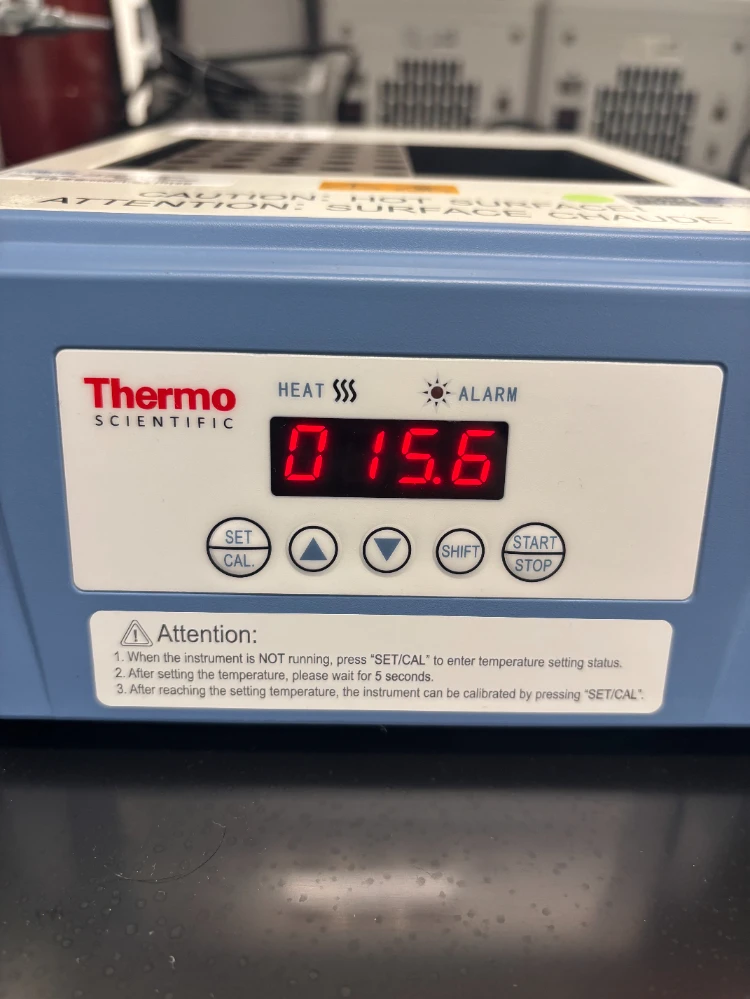 CAUTION: HOT SURFACE
ATTENTION: SURFACE CHAUDE
Thermo
SCIENTIFIC
HEAT
ALARM
015.6
SET
CAL.
SHIFT
START
STOP
Attention:
1. When the instrument is NOT running, press “SET/CAL” to enter temperature setting status.
2. After setting the temperature, please wait for 5 seconds.
3. After reaching the setting temperature, the instrument can be calibrated by pressing “SET/CAL”.